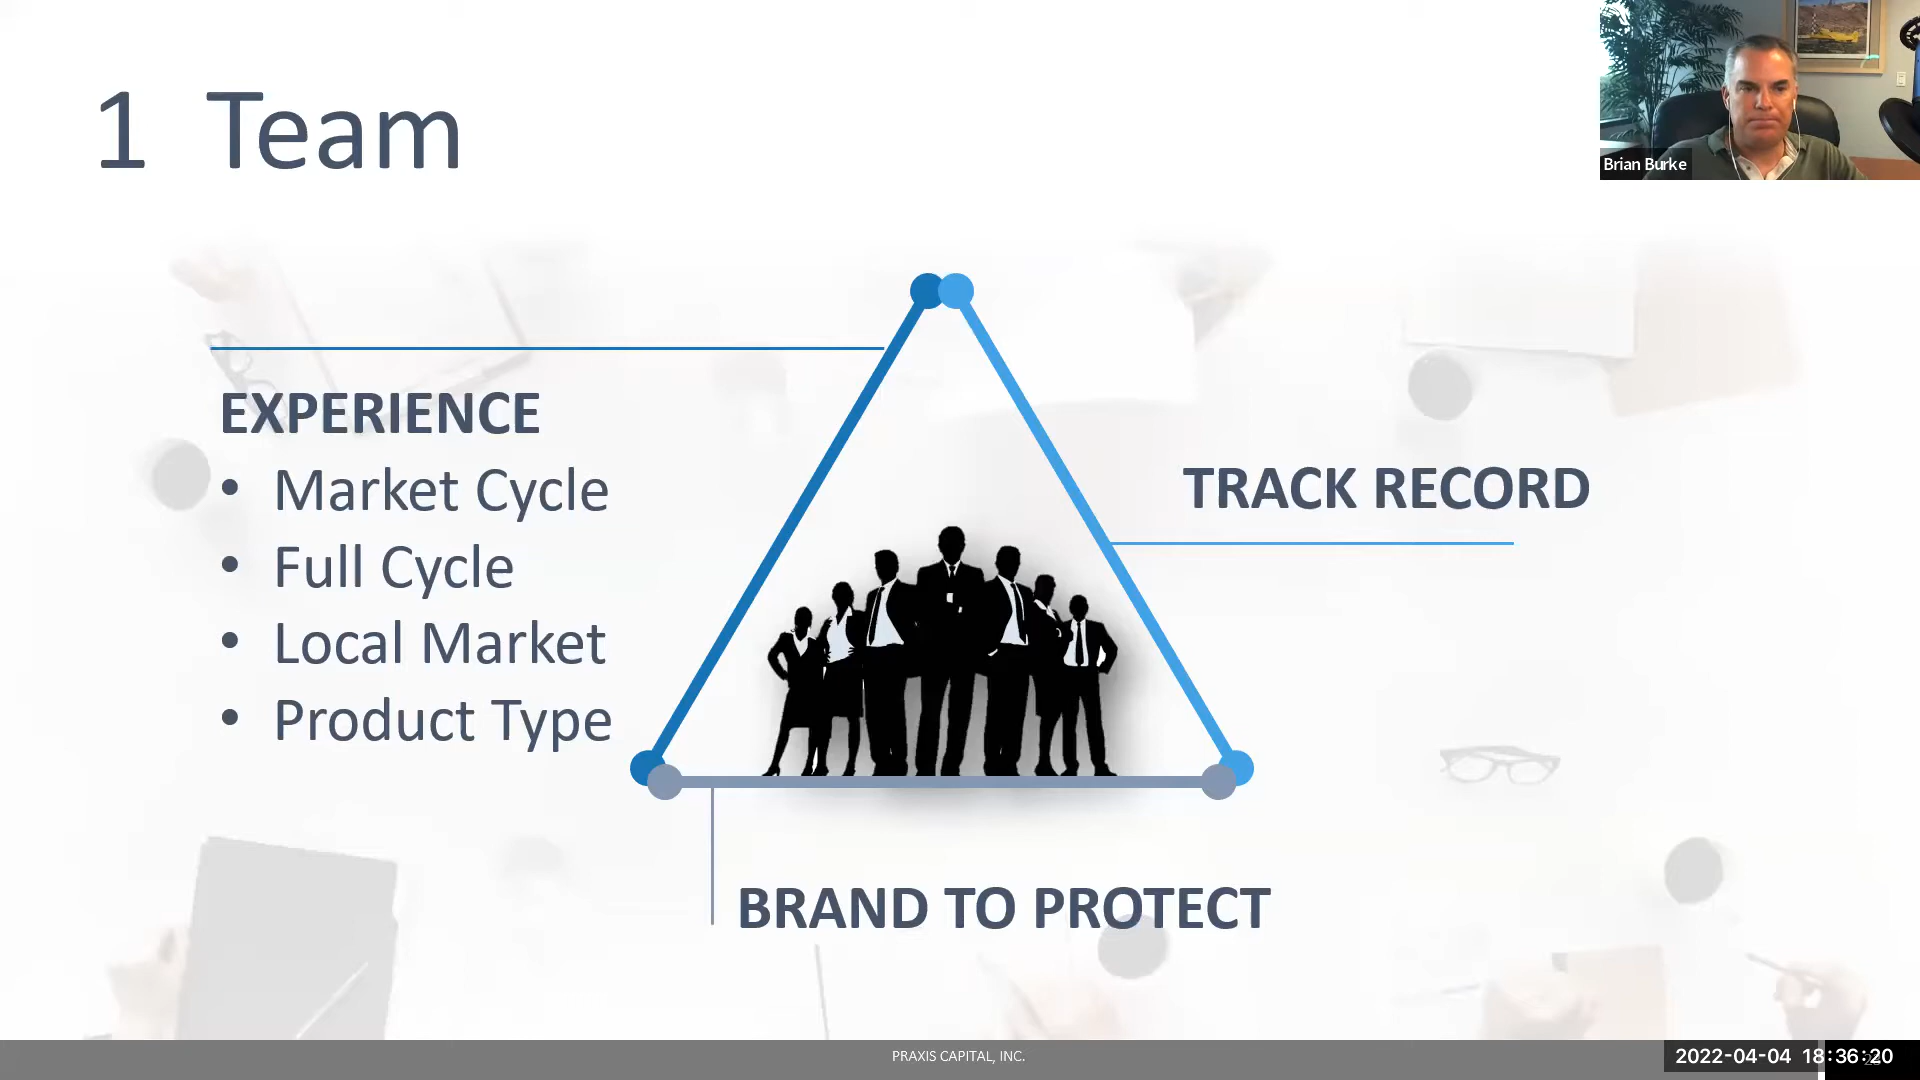 1 Team
Brian Burke
EXPERIENCE
• Market Cycle
• Full Cycle
• Local Market
• Product Type
TRACK RECORD
BRAND TO PROTECT
PRAXIS CAPITAL, INC.
2022-04-04 18:36:20